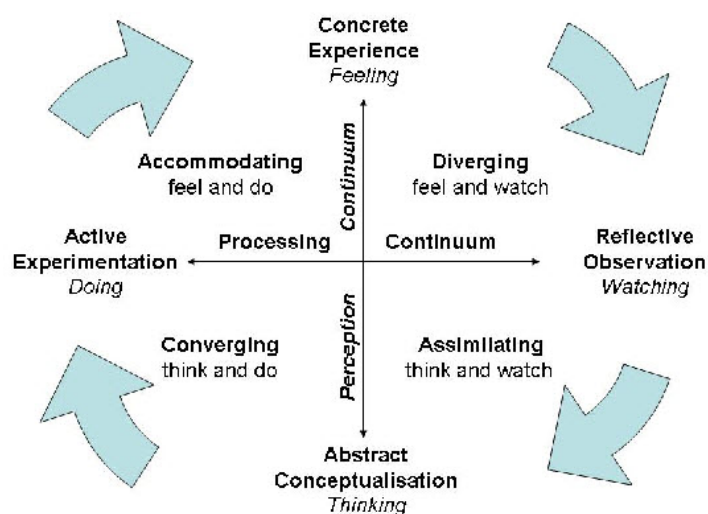 Concrete
Experience
Feeling
Accommodating
feel and do
Continuum
Diverging
feel and watch
Active
Experimentation
Doing
Processing
Continuum
Reflective
Observation
Watching
Converging
think and do
Perception
Assimilating
think and watch
Abstract
Conceptualisation
Thinking